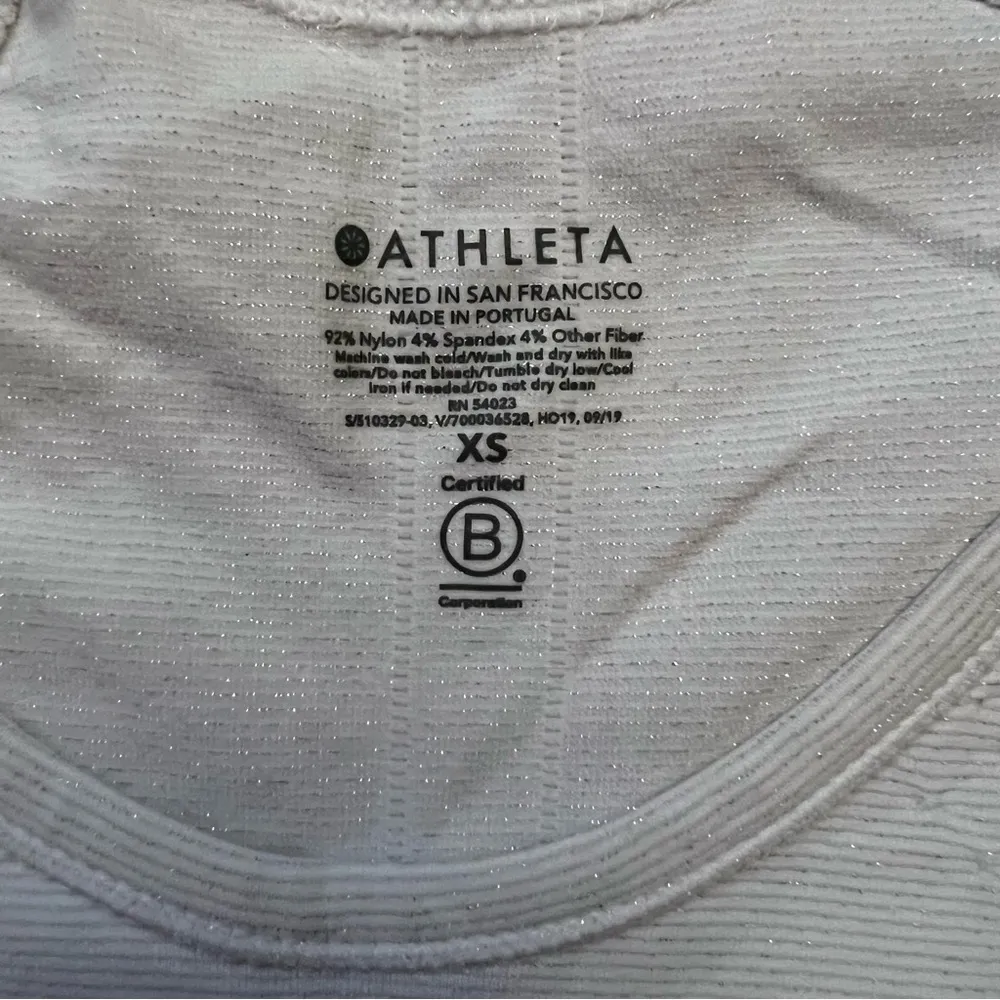 ATHLETA
DESIGNED IN SAN FRANCISCO
MADE IN PORTUGAL
92% Nylon 4% Spandex 4% Other Fiber
Machine wash cold/Wash and dry with like
colors/Do not bleach/Tumble dry low/Cool
Iron if needed/Do not dry clean
RN 54023
S/510329-03, V/700036528, HO19, 09/19
XS
Certified
B
Corporation